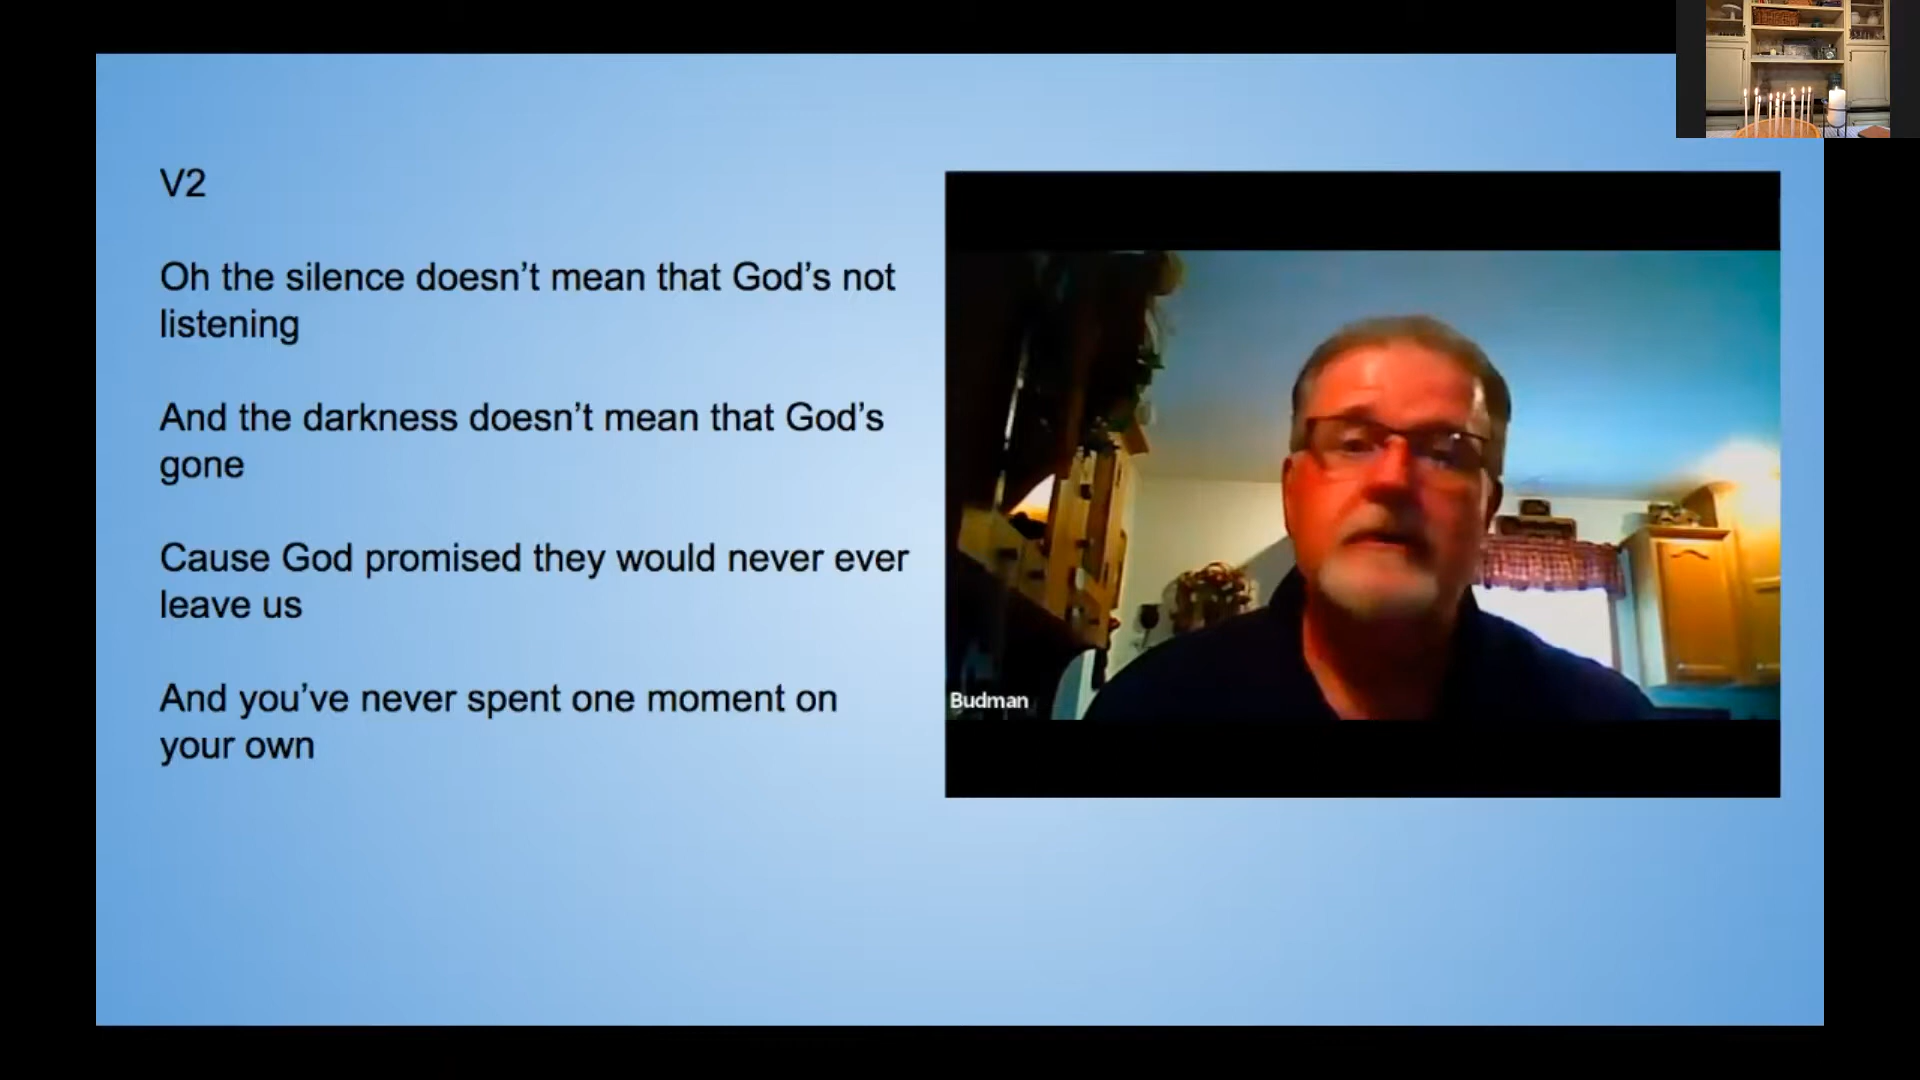 V2
Oh the silence doesn’t mean that God’s not
listening
And the darkness doesn’t mean that God’s
gone
Cause God promised they would never ever
leave us
And you’ve never spent one moment on
your own
Budman